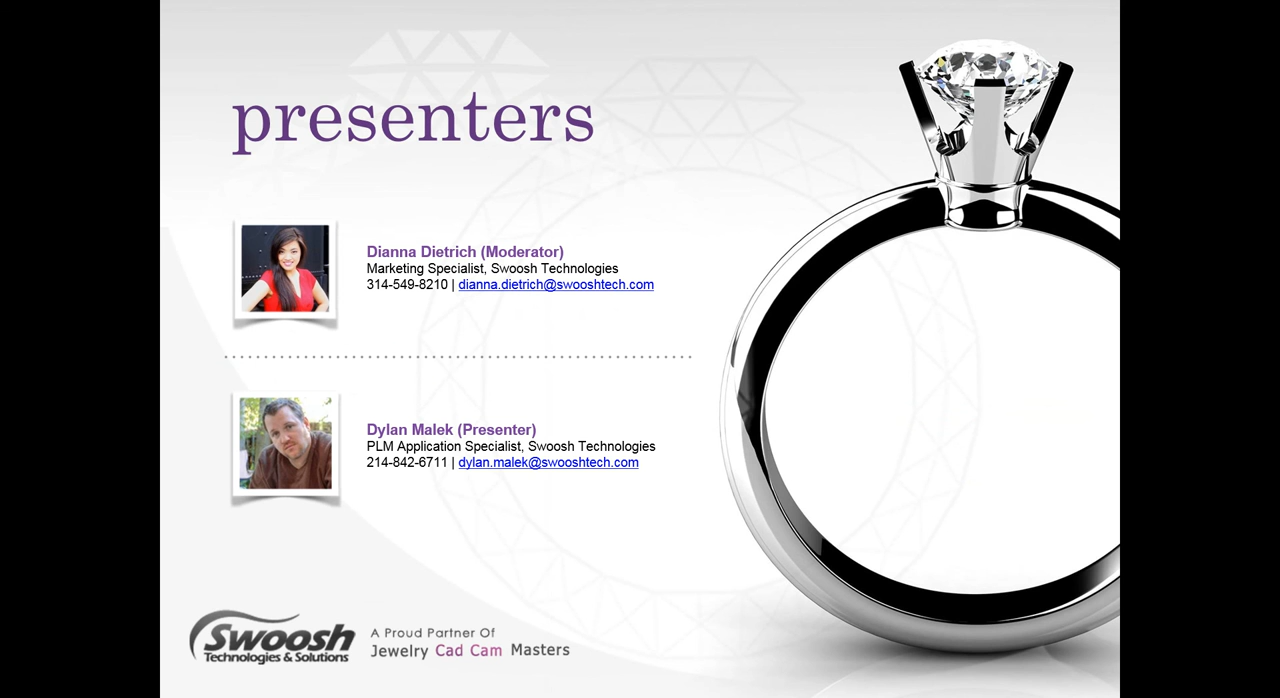 presenters
Dianna Dietrich (Moderator)
Marketing Specialist, Swoosh Technologies
314-549-8210 | dianna.dietrich@swooshtech.com
Dylan Malek (Presenter)
PLM Application Specialist, Swoosh Technologies
214-842-6711 | dylan.malek@swooshtech.com
Swoosh
Technologies & Solutions
A Proud Partner Of
Jewelry Cad Cam Masters